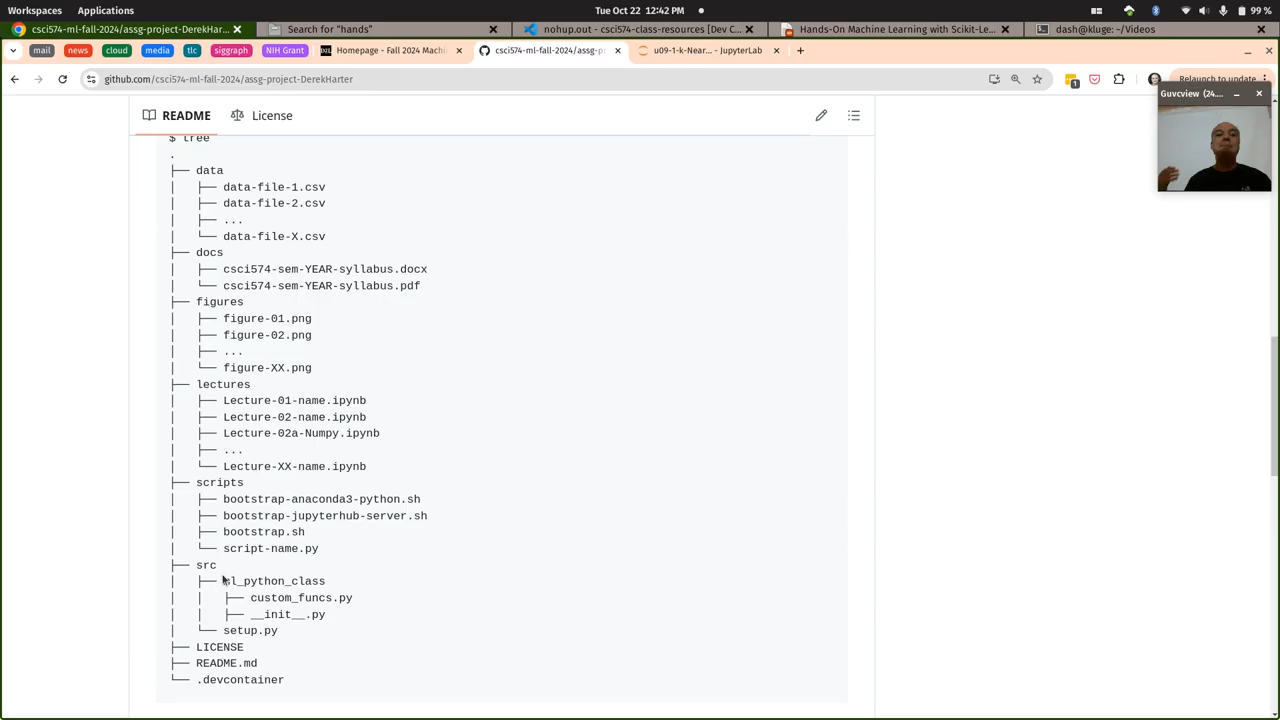 Workspaces Applications Tue Oct 22 12:42 PM 99 %
csci574-ml-fall-2024/assg-project-DerekHar... Search for "hands" nohup.out - csci574-class-resources [Dev C... Hands-On Machine Learning with Scikit-Le... dash@kluge: ~/Videos
mail news cloud media tlc siggraph NIH Grant Homepage - Fall 2024 Machi csci574-ml-fall-2024/assg-p u09-1-k-Near... - JupyterLab
github.com/csci574-ml-fall-2024/assg-project-DerekHarter Relaunch to update
Guvcview (24....
README License
$ tree
.
├── data
│ ├── data-file-1.csv
│ ├── data-file-2.csv
│ ├── ...
│ └── data-file-X.csv
├── docs
│ ├── csci574-sem-YEAR-syllabus.docx
│ └── csci574-sem-YEAR-syllabus.pdf
├── figures
│ ├── figure-01.png
│ ├── figure-02.png
│ ├── ...
│ └── figure-XX.png
├── lectures
│ ├── Lecture-01-name.ipynb
│ ├── Lecture-02-name.ipynb
│ ├── Lecture-02a-Numpy.ipynb
│ ├── ...
│ └── Lecture-XX-name.ipynb
├── scripts
│ ├── bootstrap-anaconda3-python.sh
│ ├── bootstrap-jupyterhub-server.sh
│ ├── bootstrap.sh
│ └── script-name.py
├── src
│ ├── l_python_class
│ │ ├── custom_funcs.py
│ │ ├── __init__.py
│ └── setup.py
├── LICENSE
├── README.md
└── .devcontainer